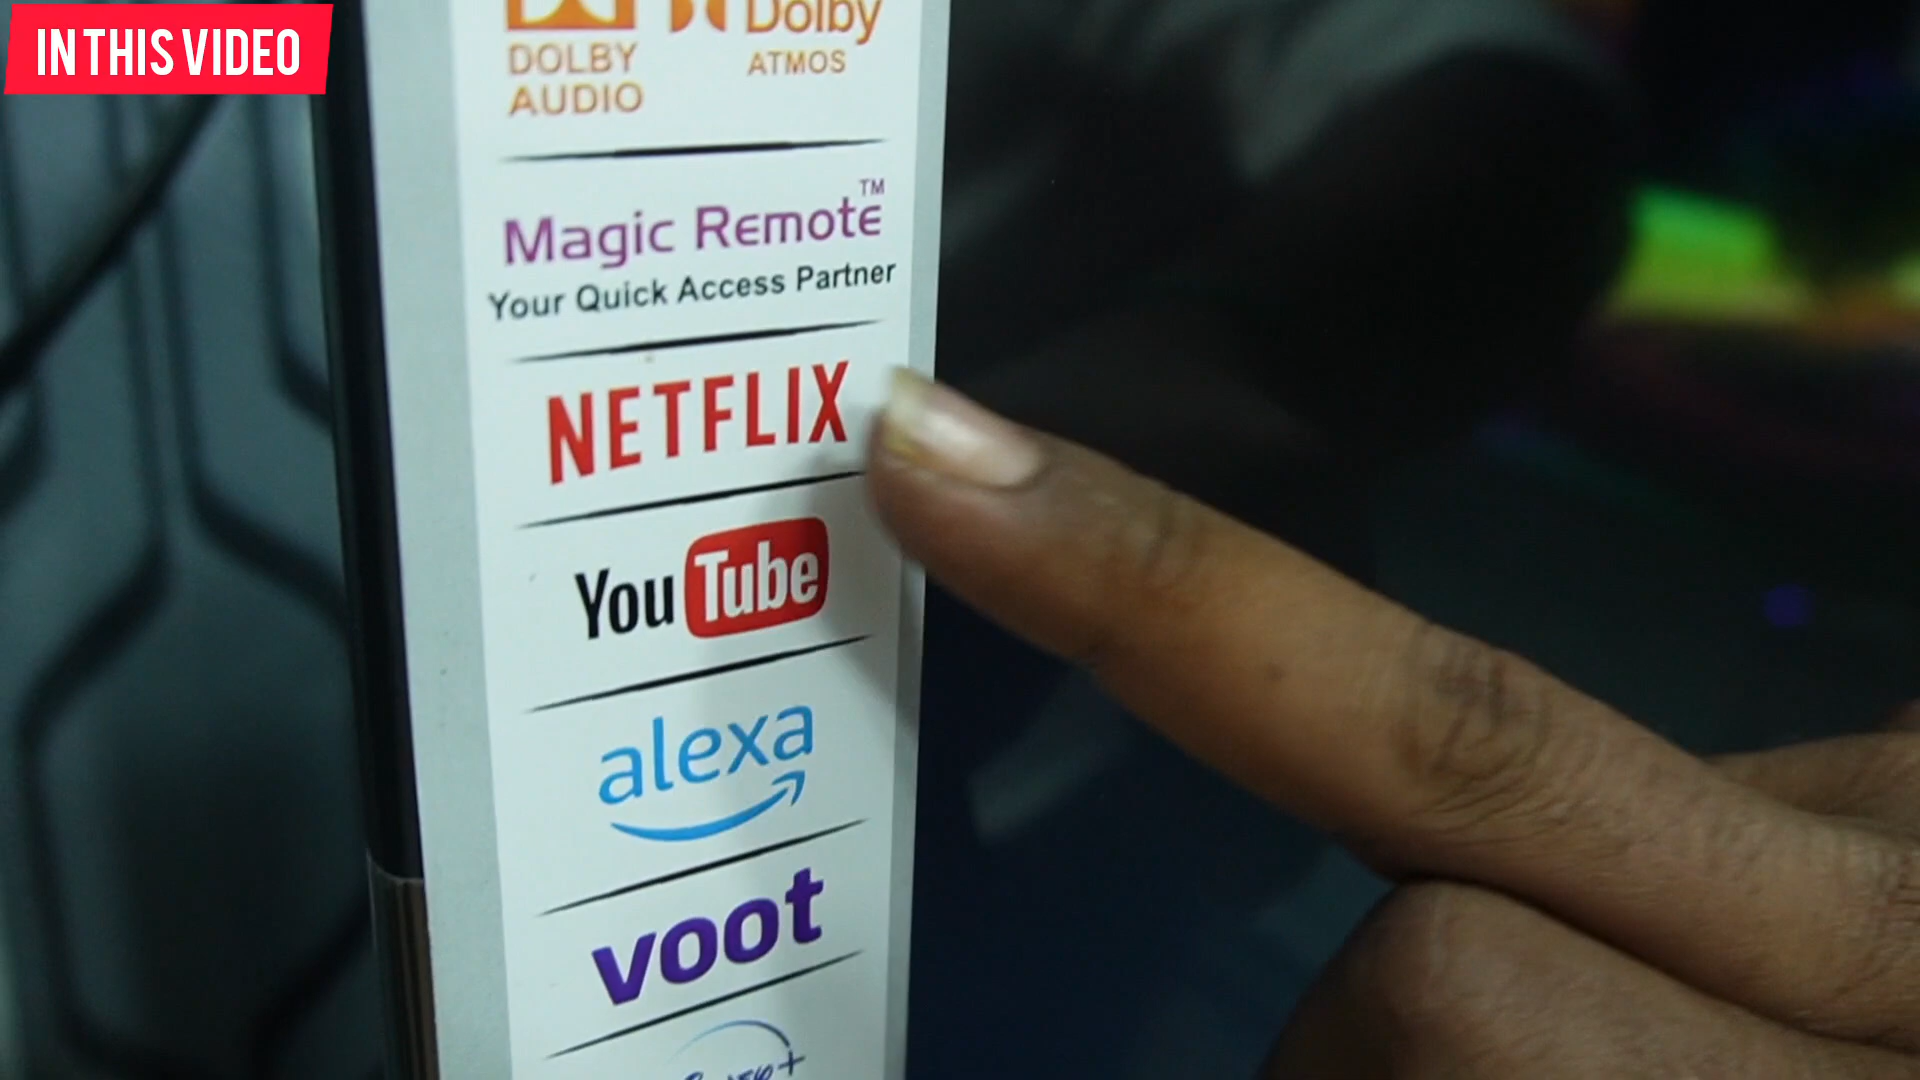 IN THIS VIDEO
DOLBY
AUDIO
Dolby
ATMOS
Magic Remote™
Your Quick Access Partner
NETFLIX
YouTube
alexa
voot